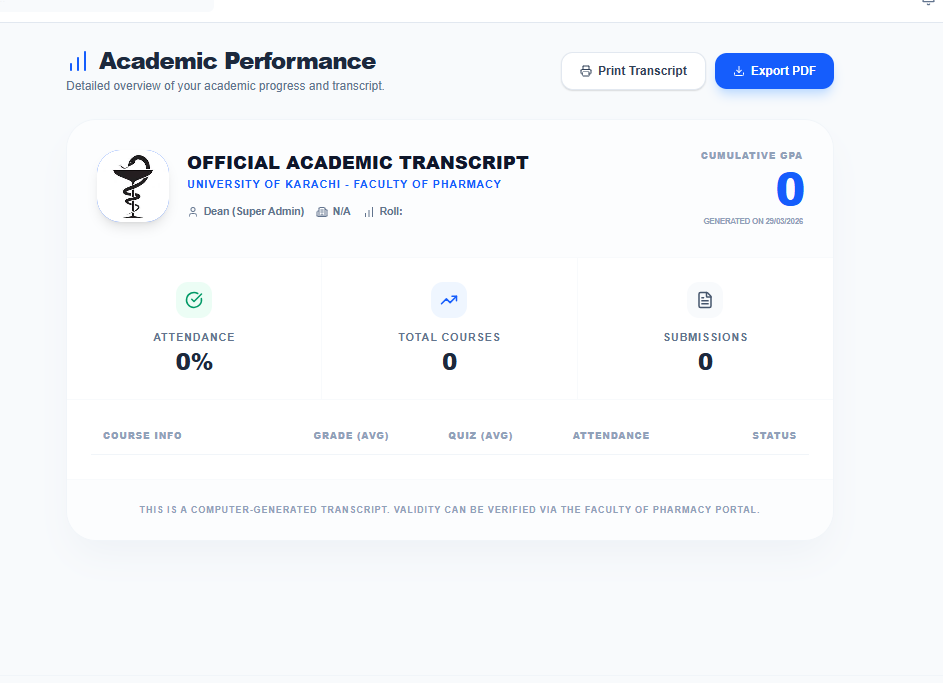 Academic Performance
Detailed overview of your academic progress and transcript.
Print Transcript
Export PDF
OFFICIAL ACADEMIC TRANSCRIPT
UNIVERSITY OF KARACHI - FACULTY OF PHARMACY
Dean (Super Admin) N/A Roll:
CUMULATIVE GPA
0
GENERATED ON 29/03/2026
ATTENDANCE
0%
TOTAL COURSES
0
SUBMISSIONS
0
COURSE INFO GRADE (AVG) QUIZ (AVG) ATTENDANCE STATUS
THIS IS A COMPUTER-GENERATED TRANSCRIPT. VALIDITY CAN BE VERIFIED VIA THE FACULTY OF PHARMACY PORTAL.